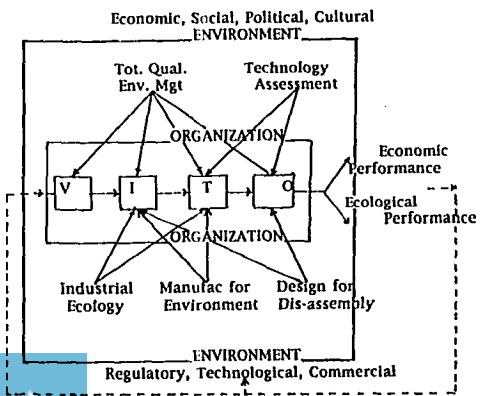 Economic, Social, Political, Cultural
ENVIRONMENT
Tot. Qual.
Env. Mgt
Technology
Assessment
ORGANIZATION
V I T O
Economic
Performance
Ecological
Performance
ORGANIZATION
Industrial
Ecology
Manufac for
Environment
Design for
Dis-assembly
ENVIRONMENT
Regulatory, Technological, Commercial